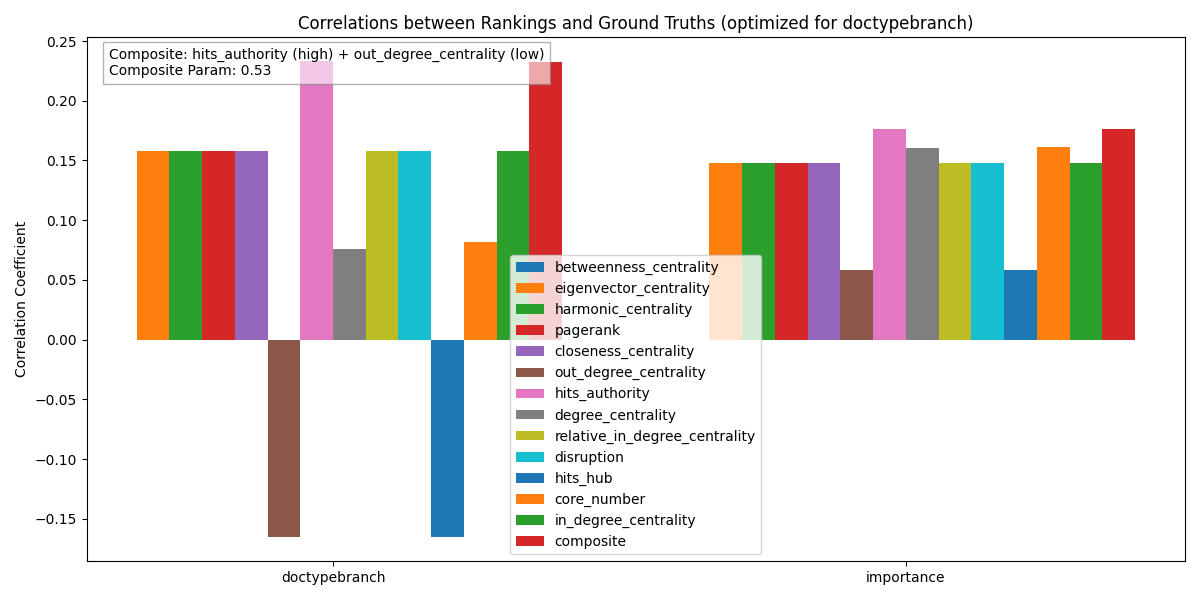 Correlations between Rankings and Ground Truths (optimized for doctypebranch)
Composite: hits_authority (high) + out_degree_centrality (low)
Composite Param: 0.53
Correlation Coefficient
0.25
0.20
0.15
0.10
0.05
0.00
−0.05
−0.10
−0.15
betweenness_centrality
eigenvector_centrality
harmonic_centrality
pagerank
closeness_centrality
out_degree_centrality
hits_authority
degree_centrality
relative_in_degree_centrality
disruption
hits_hub
core_number
in_degree_centrality
composite
doctypebranch
importance